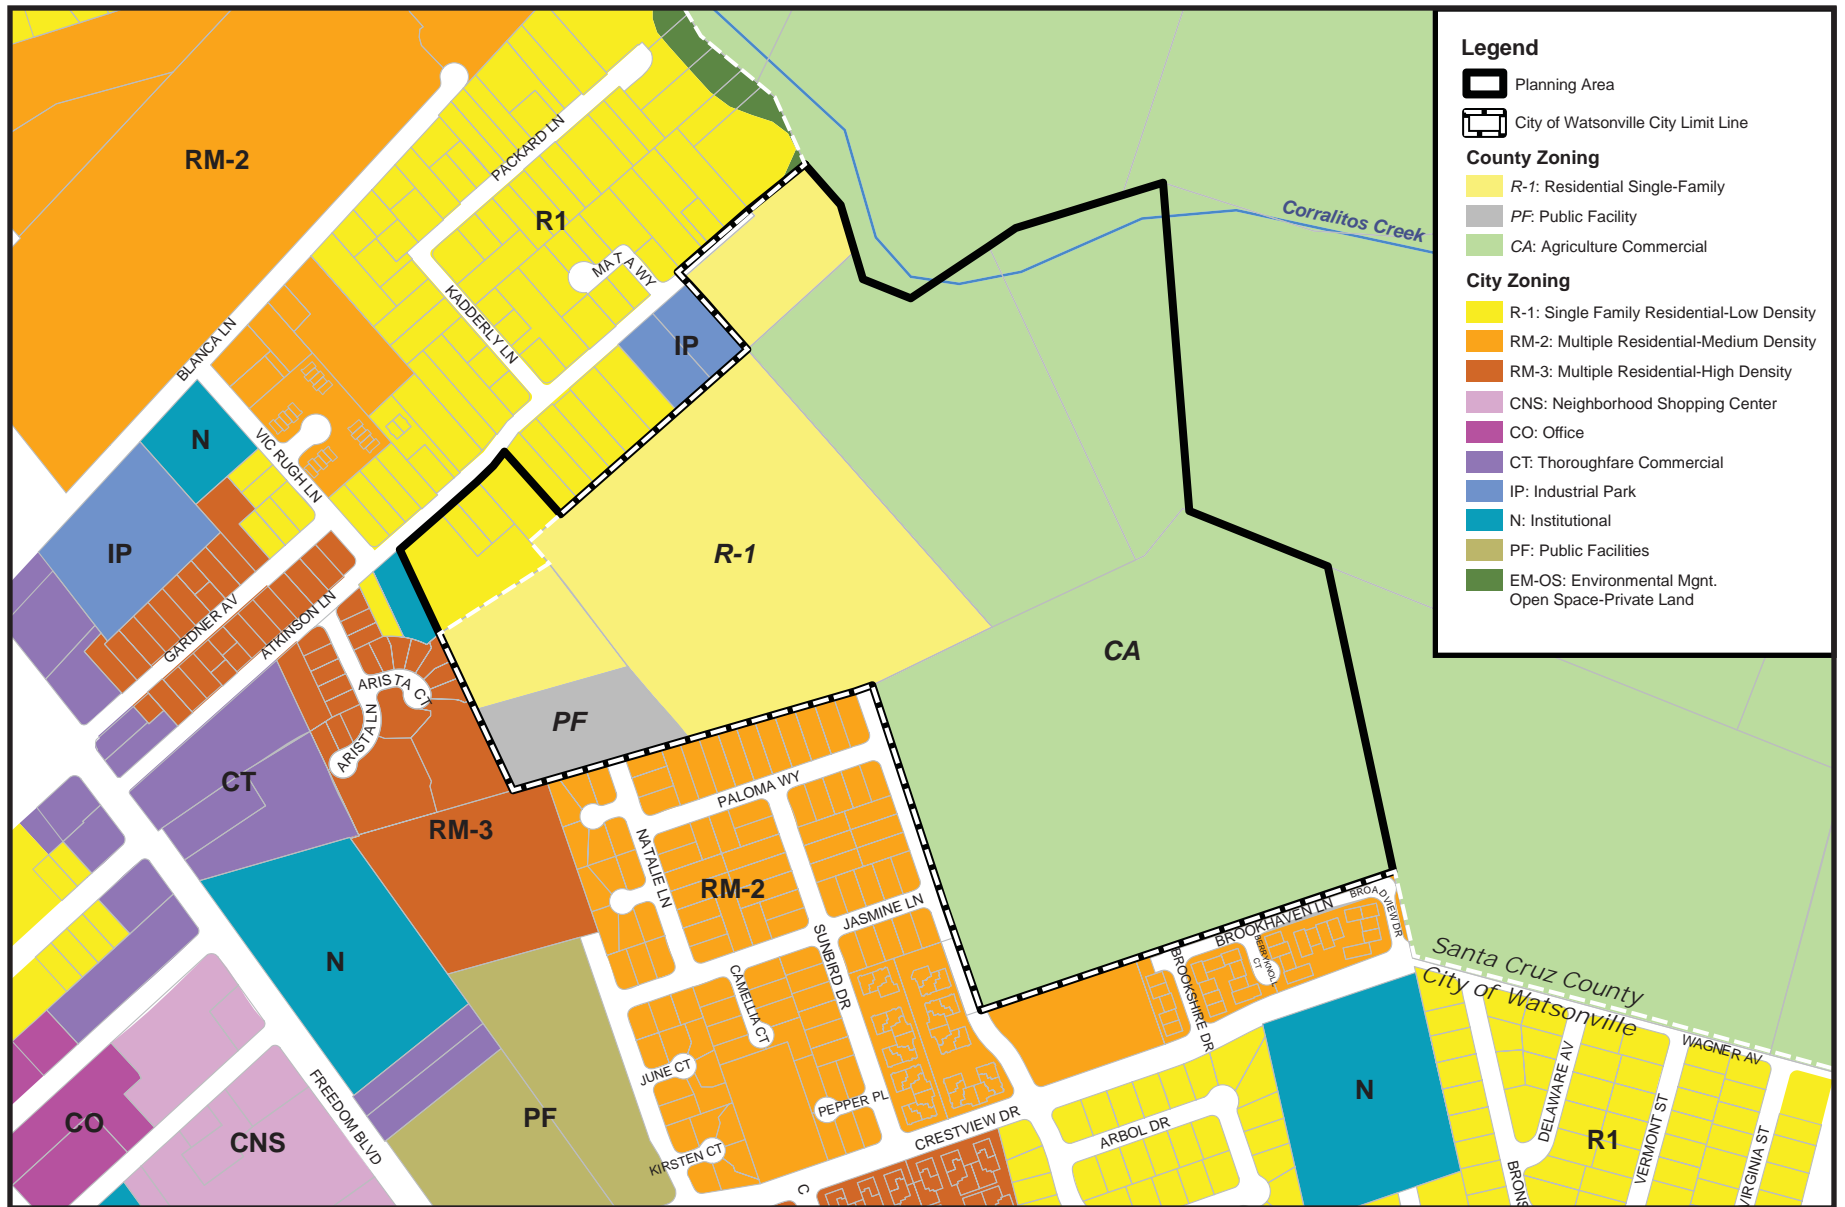 Legend
Planning Area
City of Watsonville City Limit Line
County Zoning
R-1: Residential Single-Family
PF: Public Facility
CA: Agriculture Commercial
City Zoning
R-1: Single Family Residential-Low Density
RM-2: Multiple Residential-Medium Density
RM-3: Multiple Residential-High Density
CNS: Neighborhood Shopping Center
CO: Office
CT: Thoroughfare Commercial
IP: Industrial Park
N: Institutional
PF: Public Facilities
EM-OS: Environmental Mgnt.
Open Space-Private Land
RM-2
PACKARD LN
R1
MATA WY
Corralitos Creek
KADDERLY LN
BLANCA LN
IP
N
VIC RUGH LN
IP
R-1
GARDNER AV
ATKINSON LN
CA
ARISTA CT
ARISTA LN
PF
CT
RM-3
PALOMA WY
NATALIE LN
RM-2
JASMINE LN
BROADVIEW DR
BROOKHAVEN LN
BERRYKNOLL
CT
BROOKSHIRE DR
SUNBIRD DR
CAMELLIA CT
N
Santa Cruz County
City of Watsonville
WAGNER AV
JUNE CT
PEPPER PL
FREEDOM BLVD
CO
CNS
PF
KIRSTEN CT
CRESTVIEW DR
ARBOL DR
N
DELAWARE AV
R1
VERMONT ST
VIRGINIA ST
BRONS
C